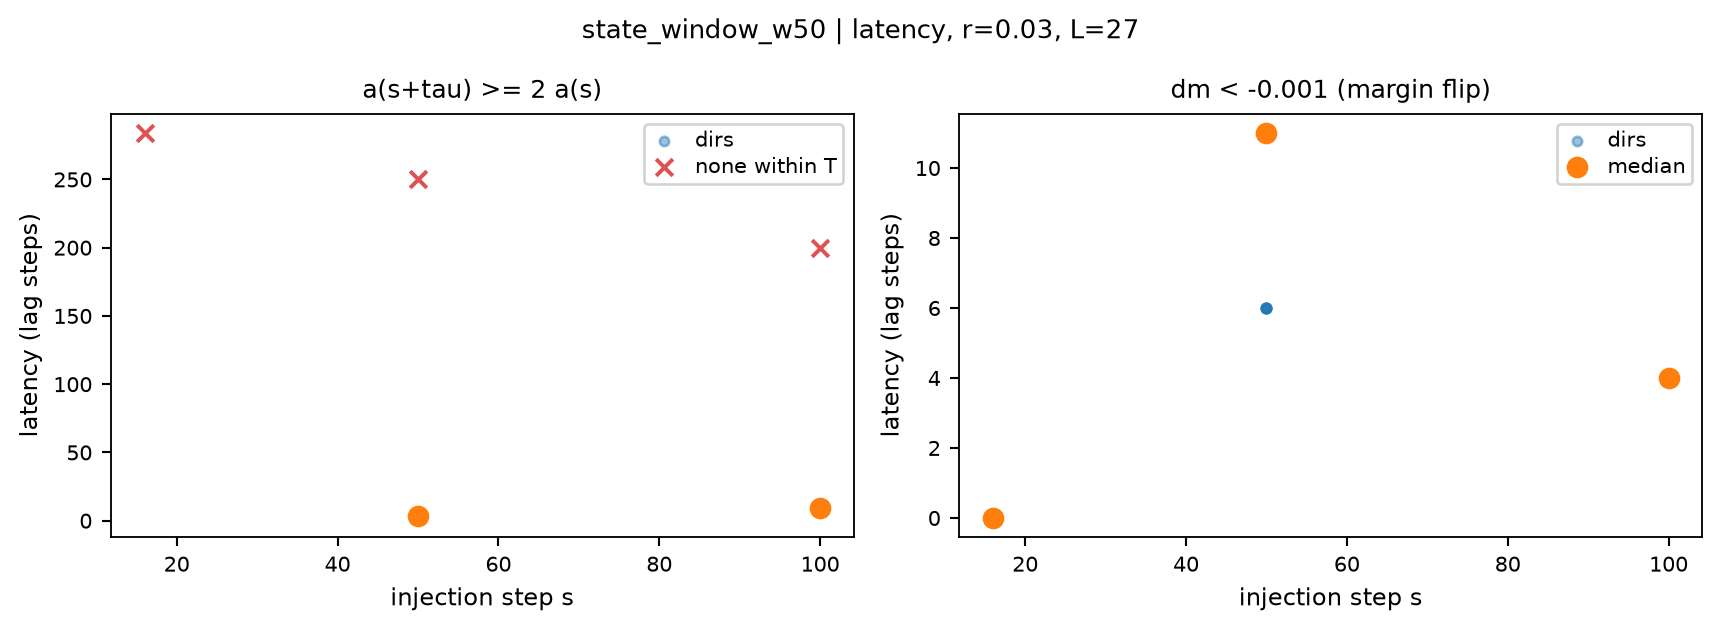 state_window_w50 | latency, r=0.03, L=27
a(s+tau) >= 2 a(s)
dirs
none within T
latency (lag steps)
250
200
150
100
50
0
20
40
60
80
100
injection step s
dm < -0.001 (margin flip)
dirs
median
latency (lag steps)
10
8
6
4
2
0
20
40
60
80
100
injection step s